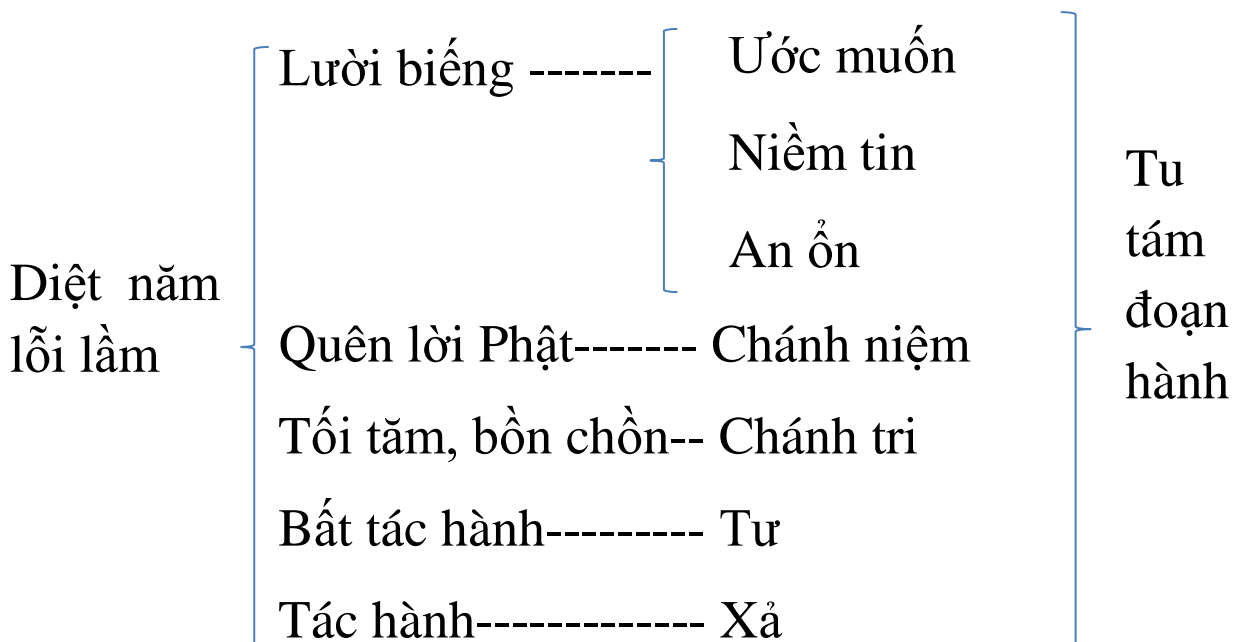 Lười biếng ------- Ước muốn
Niềm tin
An ổn
Diệt năm
lỗi lầm
Quên lời Phật------- Chánh niệm
Tối tăm, bồn chồn-- Chánh tri
Bất tác hành--------- Tư
Tác hành------------- Xả
Tu
tám
đoạn
hành